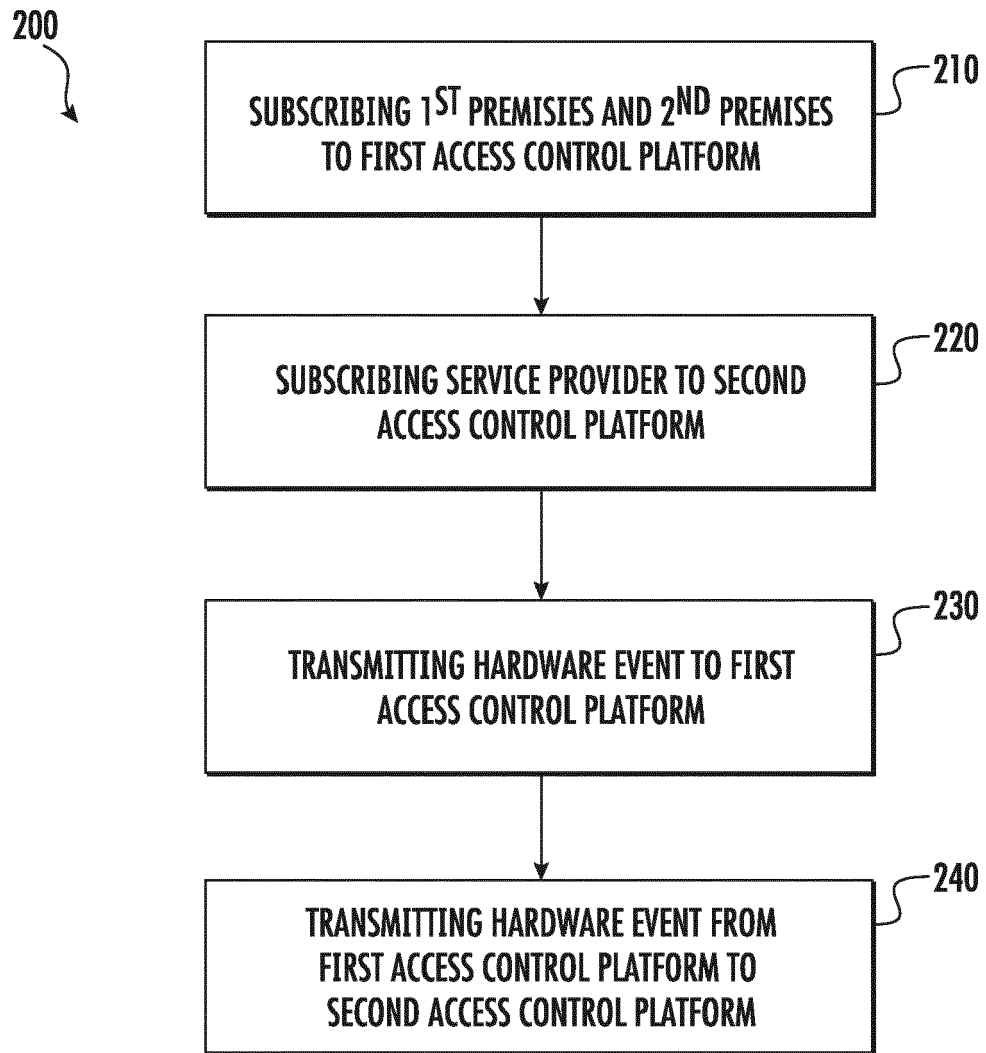 200
210
SUBSCRIBING 1ST PREMISIES AND 2ND PREMISES
TO FIRST ACCESS CONTROL PLATFORM
220
SUBSCRIBING SERVICE PROVIDER TO SECOND
ACCESS CONTROL PLATFORM
230
TRANSMITTING HARDWARE EVENT TO FIRST
ACCESS CONTROL PLATFORM
240
TRANSMITTING HARDWARE EVENT FROM
FIRST ACCESS CONTROL PLATFORM TO
SECOND ACCESS CONTROL PLATFORM